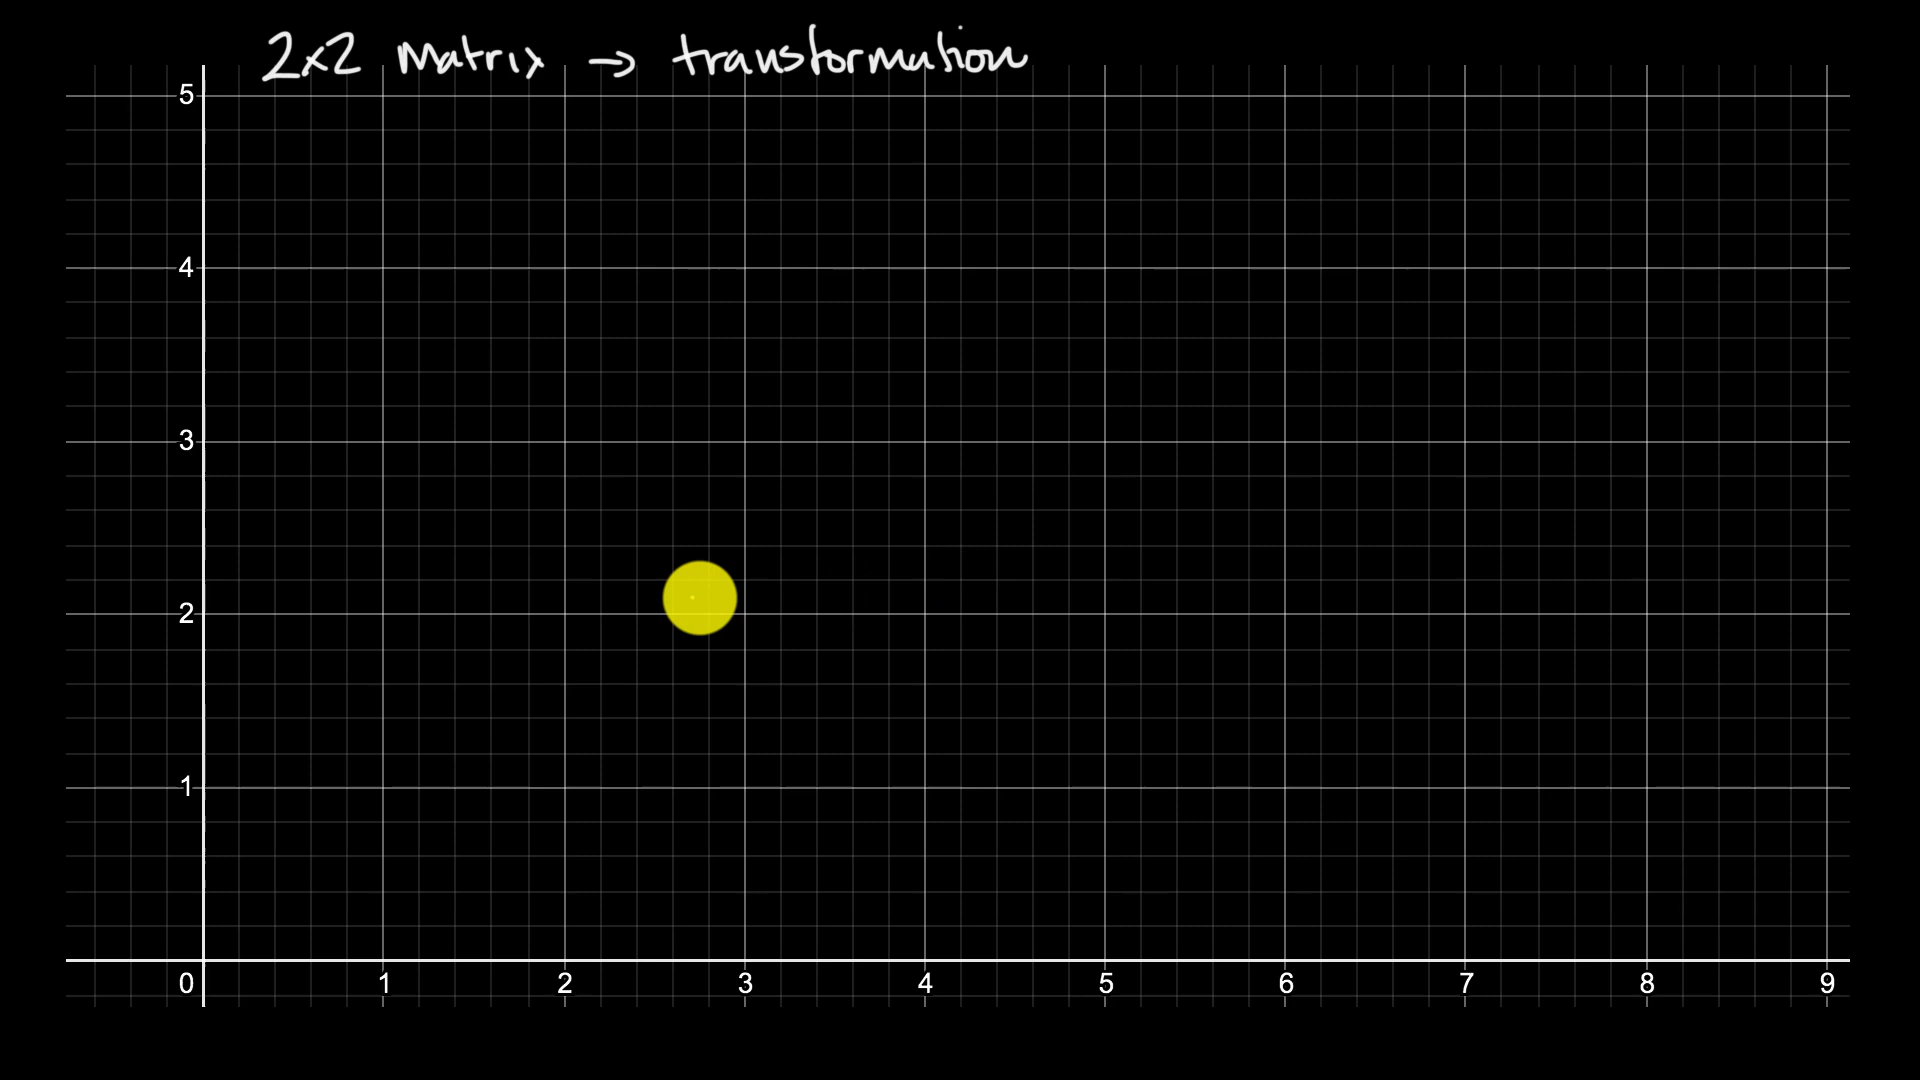 2x2 Matrix → transformation
5
4
3
2
1
0 1 2 3 4 5 6 7 8 9